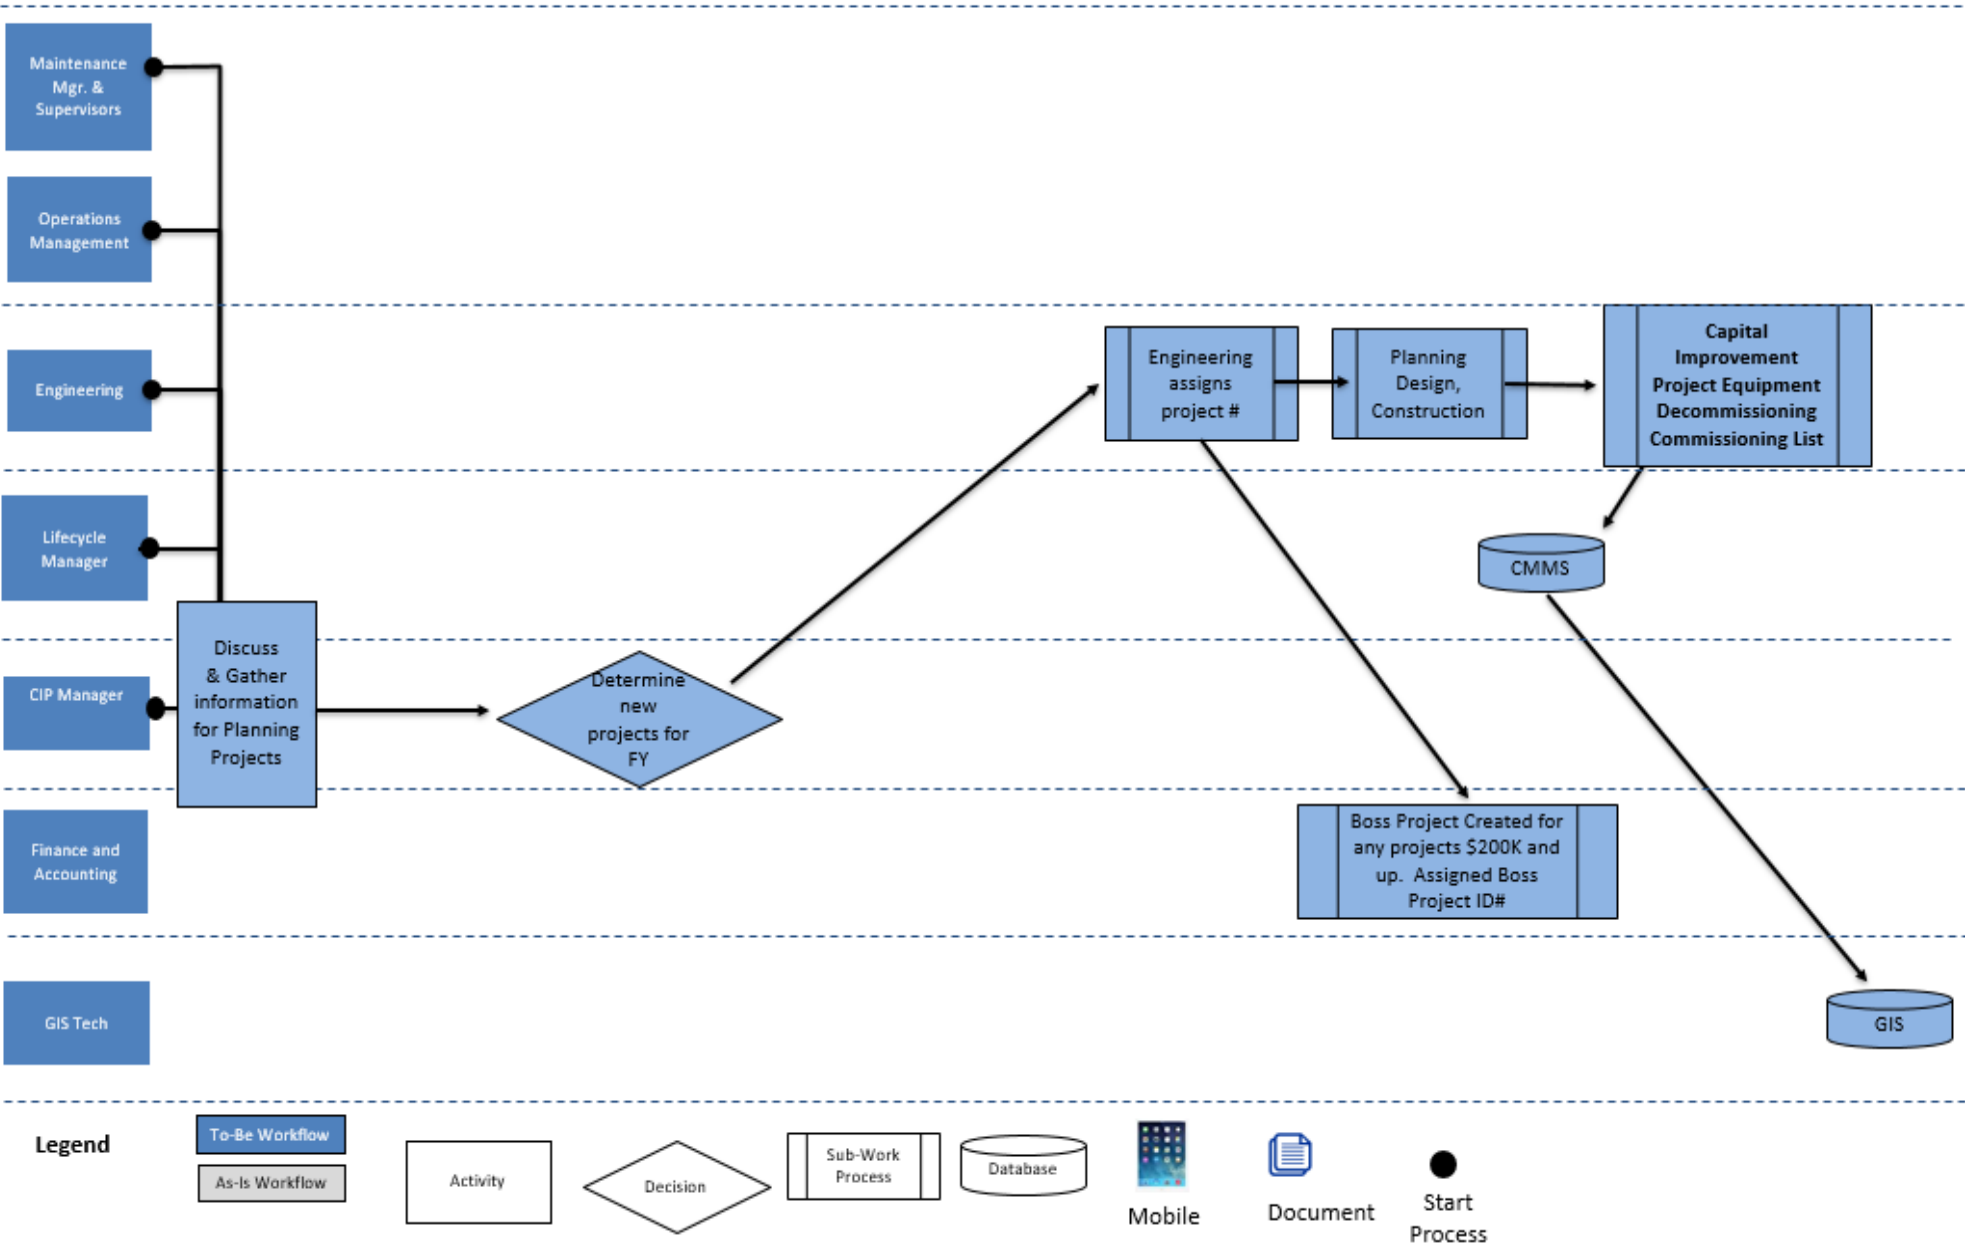 Maintenance
Mgr. &
Supervisors
Operations
Management
Engineering
Engineering
assigns
project #
Planning
Design,
Construction
Capital
Improvement
Project Equipment
Decommissioning
Commissioning List
Lifecycle
Manager
CMMS
CIP Manager
Discuss
& Gather
information
for Planning
Projects
Determine
new
projects for
FY
Finance and
Accounting
Boss Project Created for
any projects $200K and
up.  Assigned Boss
Project ID#
GIS Tech
GIS
Legend
To-Be Workflow
As-Is Workflow
Activity
Decision
Sub-Work
Process
Database
Mobile
Document
Start
Process